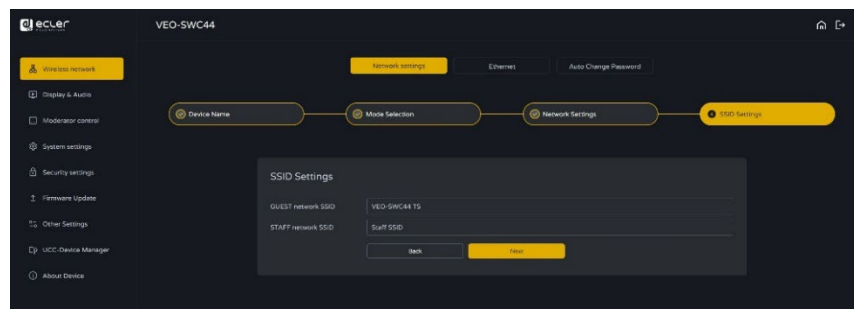 ecler
VEO-SWC44
Wireless network
Display & Audio
Moderator control
System settings
Security settings
Firmware Update
Other Settings
UCC-Device Manager
About Device
Network settings
Ethernet
Auto Change Password
Device Name
Mode Selection
Network Settings
SSID Settings
SSID Settings
GUEST network SSID
VEO-SWC44 TS
STAFF network SSID
Staff SSID
Back
Next